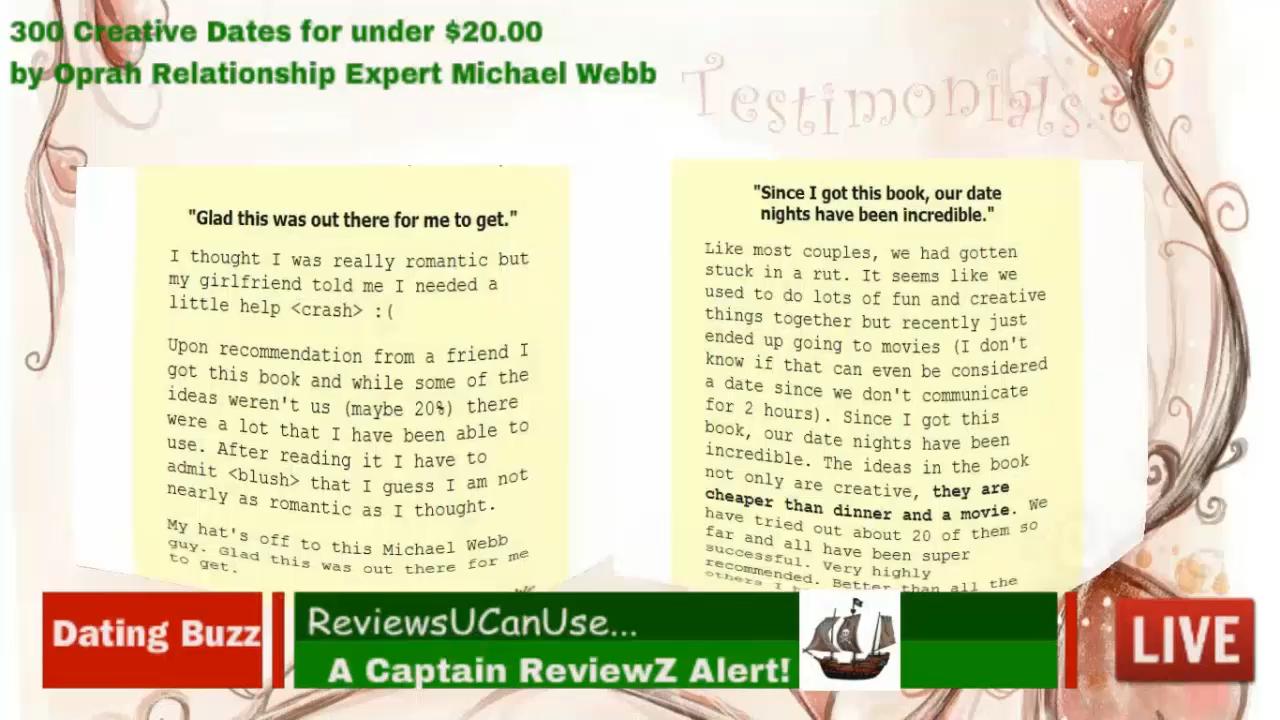 300 Creative Dates for under $20.00
by Oprah Relationship Expert Michael Webb
Testimonials
"Glad this was out there for me to get."
I thought I was really romantic but
my girlfriend told me I needed a
little help <crash> :(
Upon recommendation from a friend I
got this book and while some of the
ideas weren't us (maybe 20%) there
were a lot that I have been able to
use. After reading it I have to
admit <blush> that I guess I am not
nearly as romantic as I thought.
My hat's off to this Michael Webb
guy. Glad this was out there for me
to get.
"Since I got this book, our date
nights have been incredible."
Like most couples, we had gotten
stuck in a rut. It seems like we
used to do lots of fun and creative
things together but recently just
ended up going to movies (I don't
know if that can even be considered
a date since we don't communicate
for 2 hours). Since I got this
book, our date nights have been
incredible. The ideas in the book
not only are creative, they are
cheaper than dinner and a movie. We
have tried out about 20 of them so
far and all have been super
successful. Very highly
recommended. Better than all the
others I
Dating Buzz
ReviewsUCanUse...
A Captain ReviewZ Alert!
LIVE